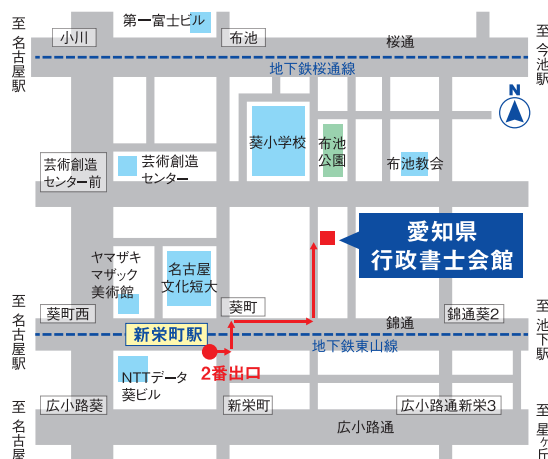 至 名古屋駅
小川
第一富士ビル
布池
桜通
至 今池駅
地下鉄桜通線
N
葵小学校
布池
公園
芸術創造
センター前
芸術創造
センター
布池教会
愛知県
行政書士会館
ヤマザキ
マザック
美術館
名古屋
文化短大
至 名古屋駅
葵町西
葵町
錦通
錦通葵2
至 池下駅
新栄町駅
地下鉄東山線
2番出口
NTTデータ
葵ビル
至 名古屋
広小路葵
新栄町
広小路通
広小路通新栄3
至 星ヶ丘